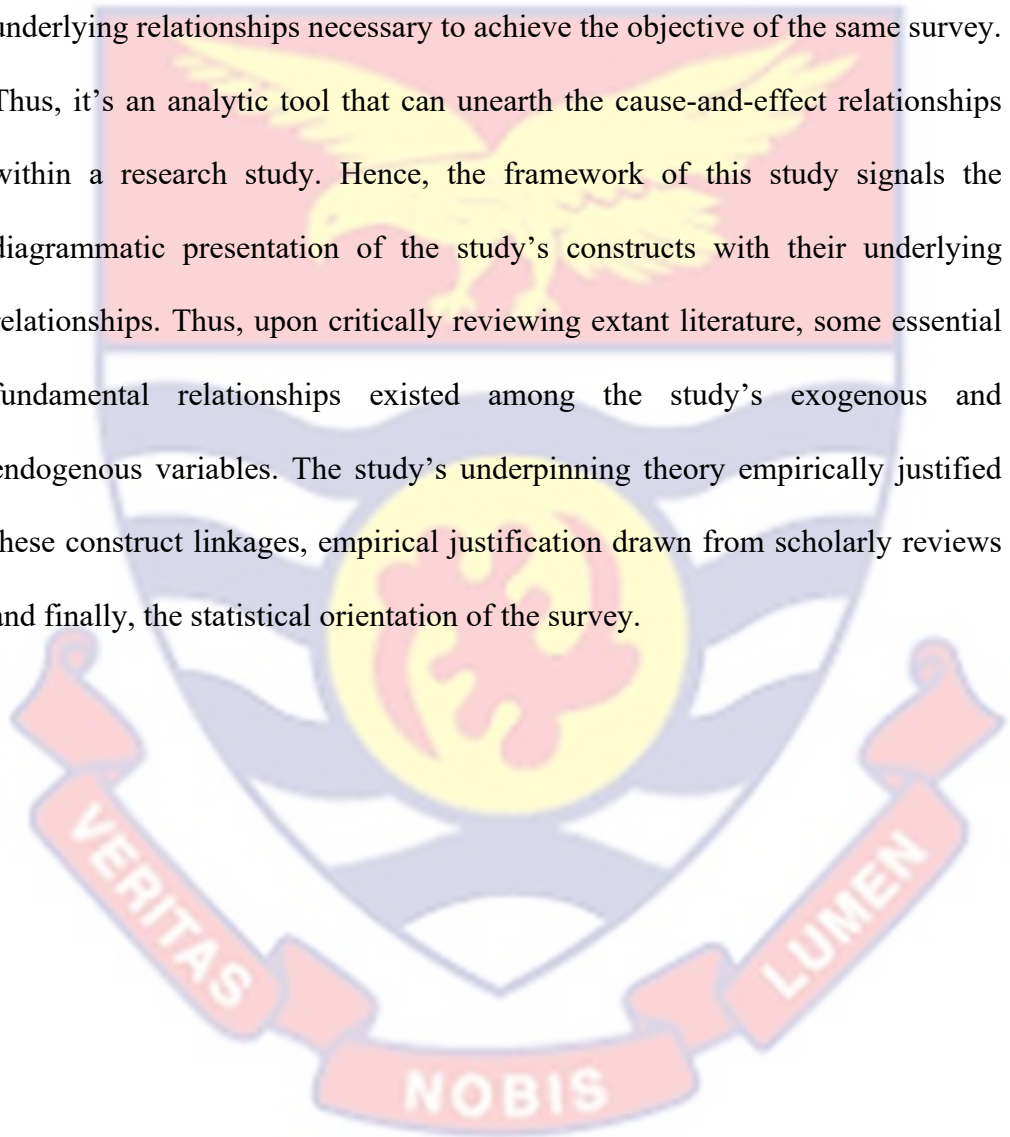 underlying relationships necessary to achieve the objective of the same survey.
Thus, it’s an analytic tool that can unearth the cause-and-effect relationships
within a research study. Hence, the framework of this study signals the
diagrammatic presentation of the study’s constructs with their underlying
relationships. Thus, upon critically reviewing extant literature, some essential
fundamental relationships existed among the study’s exogenous and
endogenous variables. The study’s underpinning theory empirically justified
these construct linkages, empirical justification drawn from scholarly reviews
and finally, the statistical orientation of the survey.
VERITAS
NOBIS
LUMEN